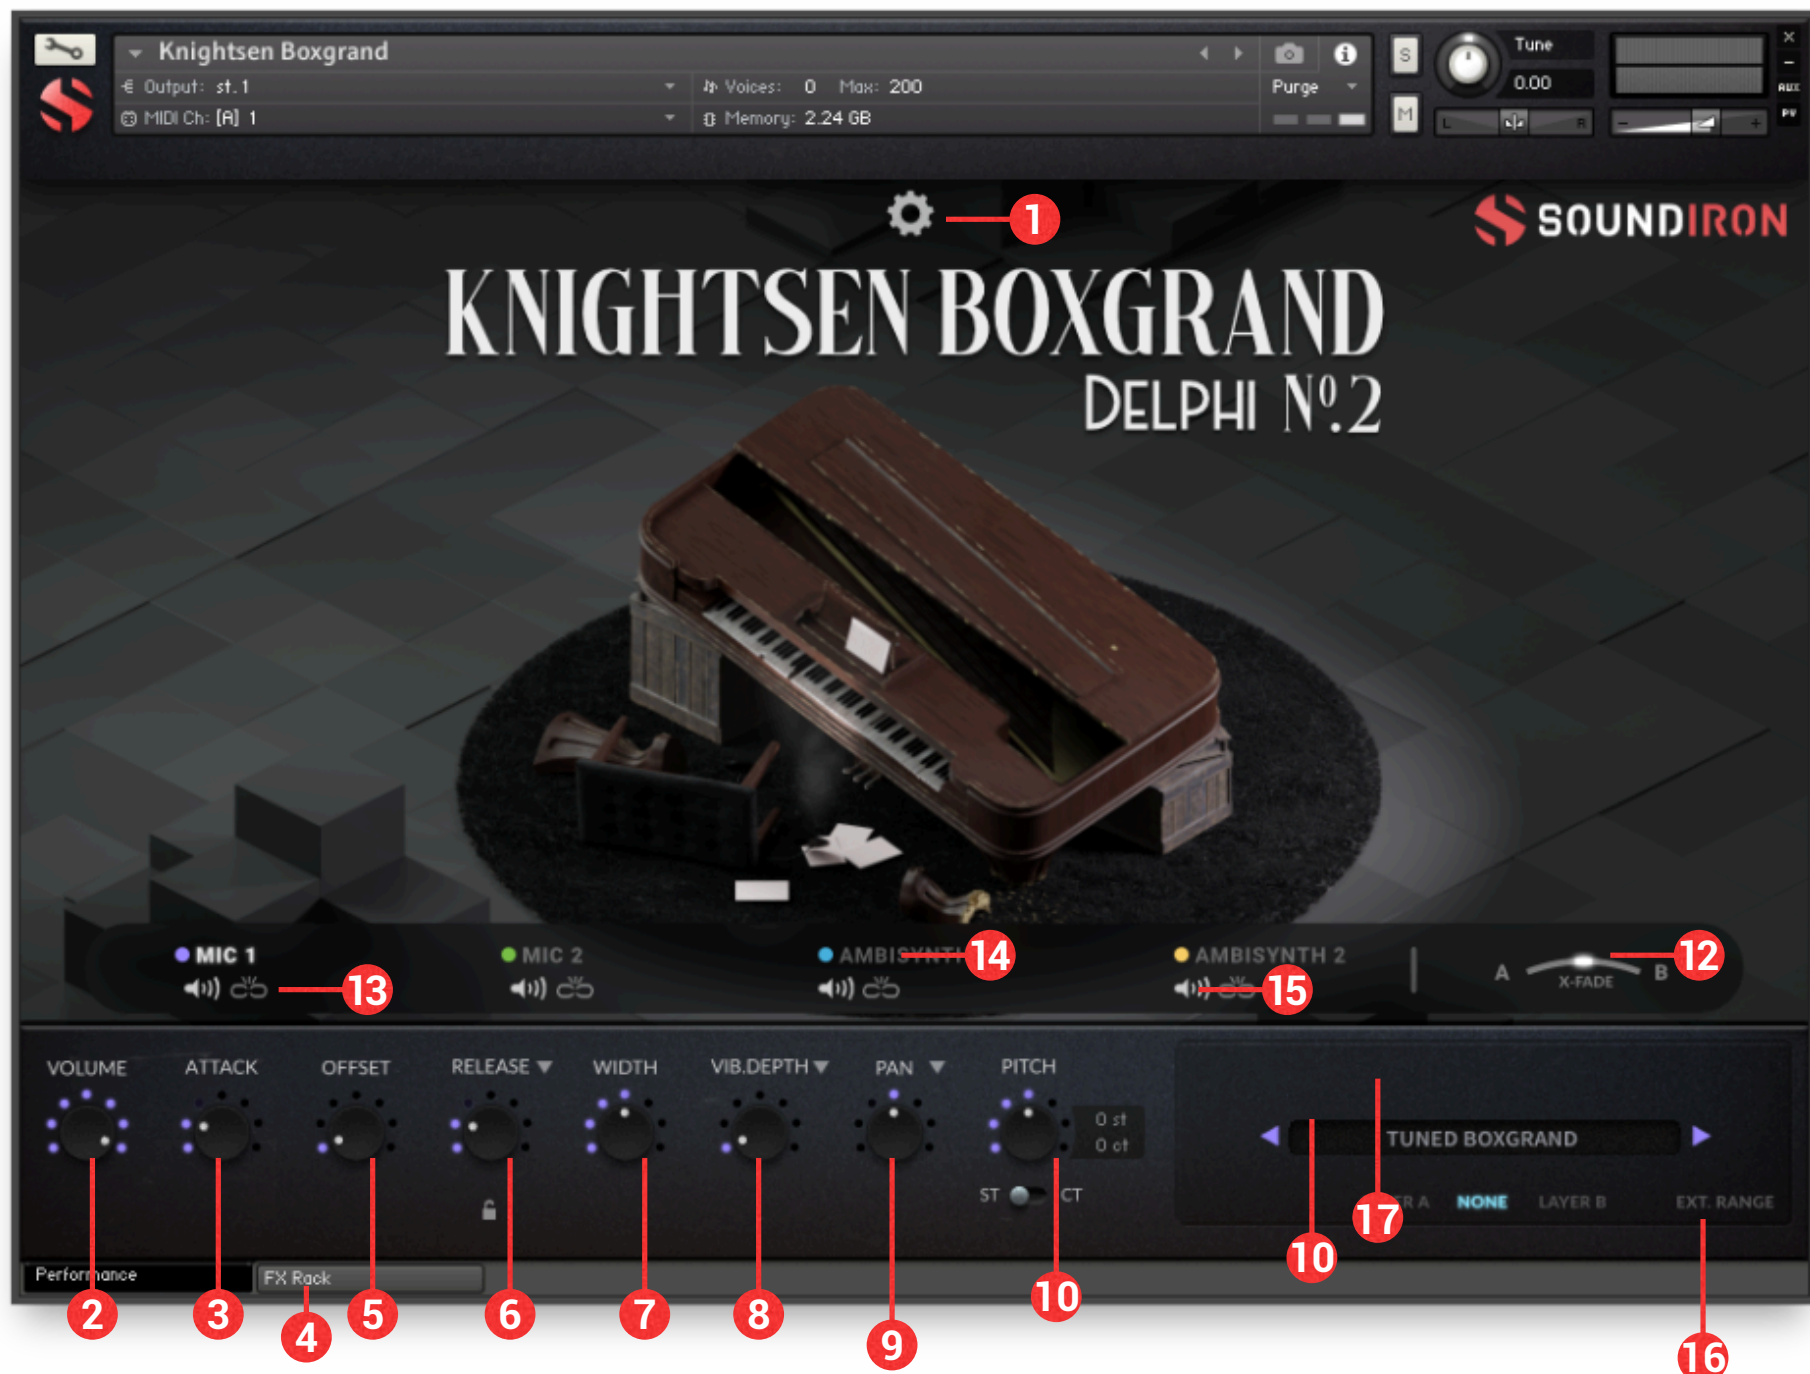 Knightsen Boxgrand
Output: st.1
Voices: 0 Max: 200
Purge
MIDI Ch: [A] 1
Memory: 2.24 GB
S
M
Tune
0.00
L R
- +
×
-
AUX
PV
1
SOUNDIRON
KNIGHTSEN BOXGRAND
DELPHI Nº.2
MIC 1
MIC 2
14
AMBISYNTH 2
12
A X-FADE B
13
15
VOLUME ATTACK OFFSET RELEASE WIDTH VIB.DEPTH PAN PITCH
0 st
0 ct
ST CT
TUNED BOXGRAND
NONE LAYER B EXT. RANGE
17
10
Performance
FX Rack
2 3 4 5 6 7 8 9 10
16